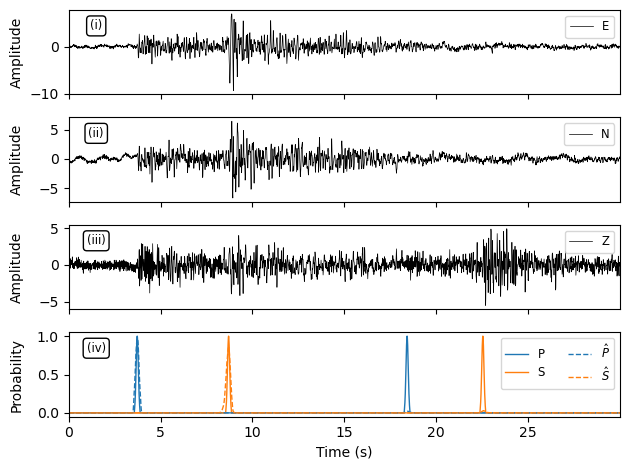 (i)
E
Amplitude
0
−10
(ii)
N
Amplitude
5
0
−5
(iii)
Z
Amplitude
5
0
−5
(iv)
P
S
P̂
Ŝ
Probability
1.0
0.5
0.0
0 5 10 15 20 25
Time (s)